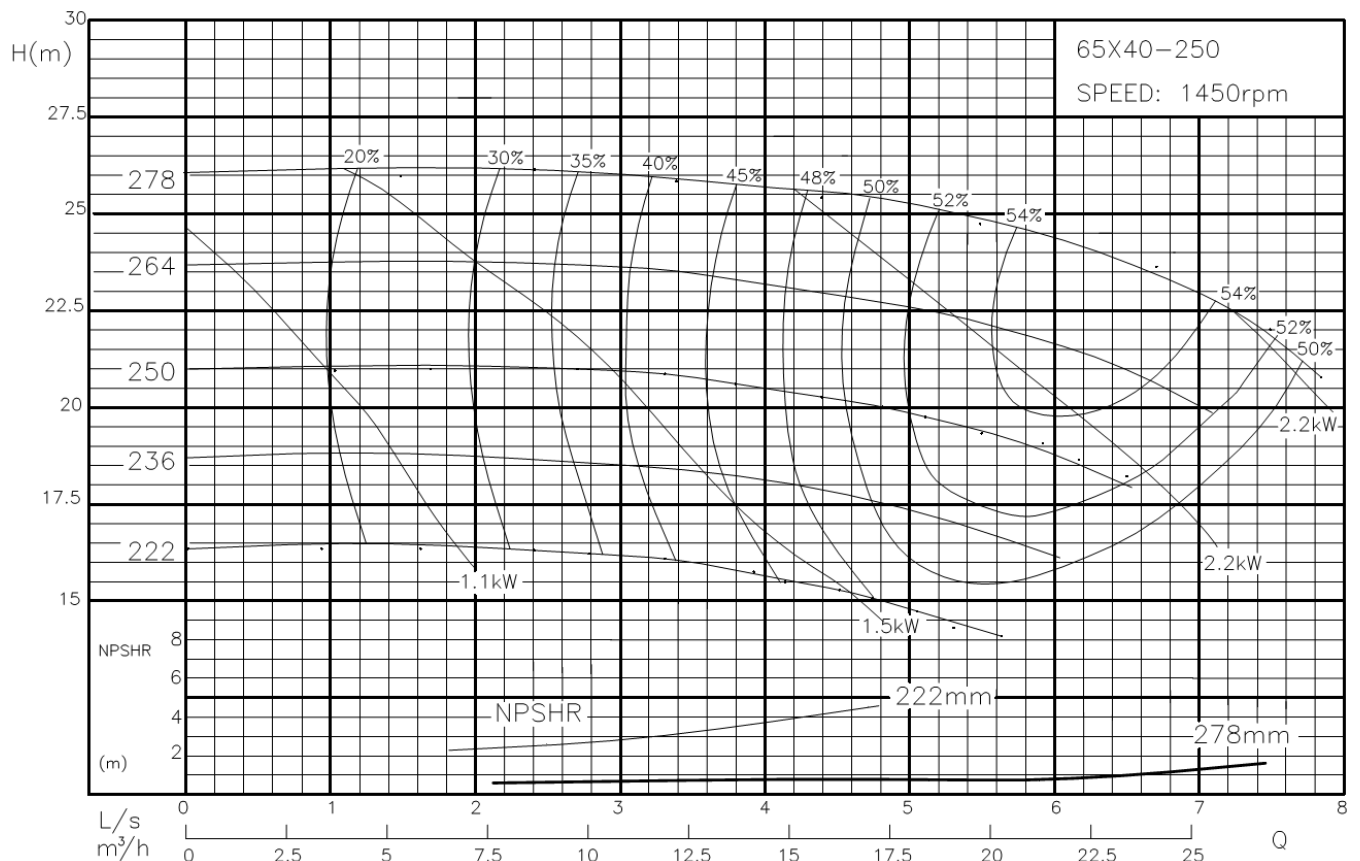 30
H(m)
65X40-250
SPEED: 1450rpm
27.5
20%
30%
35%
40%
45%
48%
50%
52%
54%
278
25
264
22.5
54%
52%
50%
250
20
2.2kW
236
17.5
222
1.1kW
2.2kW
15
1.5kW
NPSHR
8
6
4
2
(m)
NPSHR
222mm
278mm
0 1 2 3 4 5 6 7 8
L/s
m³/h
0 2.5 5 7.5 10 12.5 15 17.5 20 22.5 25
Q